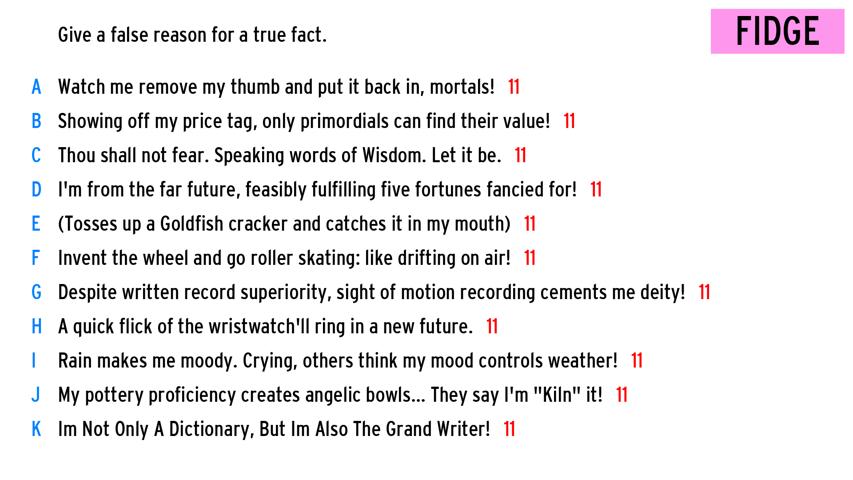 Give a false reason for a true fact.
FIDGE
A Watch me remove my thumb and put it back in, mortals! 11
B Showing off my price tag, only primordials can find their value! 11
C Thou shall not fear. Speaking words of Wisdom. Let it be. 11
D I'm from the far future, feasibly fulfilling five fortunes fancied for! 11
E (Tosses up a Goldfish cracker and catches it in my mouth) 11
F Invent the wheel and go roller skating: like drifting on air! 11
G Despite written record superiority, sight of motion recording cements me deity! 11
H A quick flick of the wristwatch'll ring in a new future. 11
I Rain makes me moody. Crying, others think my mood controls weather! 11
J My pottery proficiency creates angelic bowls... They say I'm "Kiln" it! 11
K Im Not Only A Dictionary, But Im Also The Grand Writer! 11